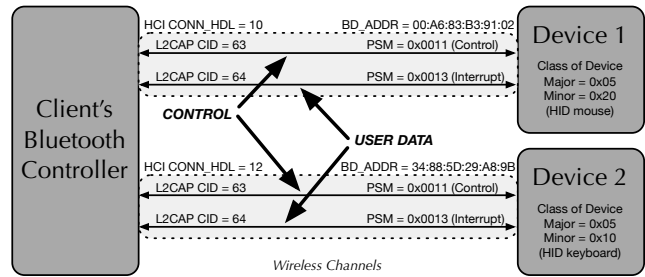 HCI CONN_HDL = 10 BD_ADDR = 00:A6:83:B3:91:02
L2CAP CID = 63 PSM = 0x0011 (Control)
L2CAP CID = 64 PSM = 0x0013 (Interrupt)
Device 1
Class of Device
Major = 0x05
Minor = 0x20
(HID mouse)
Client's
Bluetooth
Controller
CONTROL
USER DATA
HCI CONN_HDL = 12 BD_ADDR = 34:88:5D:29:A8:9B
L2CAP CID = 63 PSM = 0x0011 (Control)
L2CAP CID = 64 PSM = 0x0013 (Interrupt)
Device 2
Class of Device
Major = 0x05
Minor = 0x10
(HID keyboard)
Wireless Channels